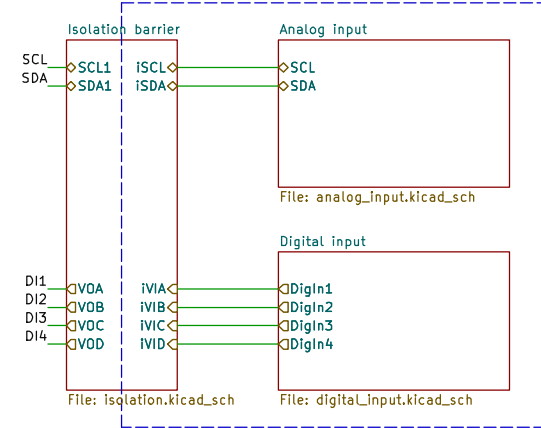 Isolation barrier
SCL
SDA
SCL1
SDA1
iSCL
iSDA
DI1
DI2
DI3
DI4
VOA
VOB
VOC
VOD
iVIA
iVIB
iVIC
iVID
File: isolation.kicad_sch
Analog input
SCL
SDA
File: analog_input.kicad_sch
Digital input
DigIn1
DigIn2
DigIn3
DigIn4
File: digital_input.kicad_sch